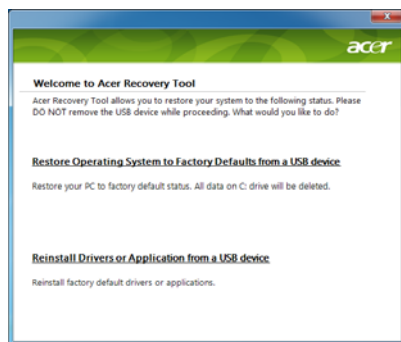 acer
Welcome to Acer Recovery Tool
Acer Recovery Tool allows you to restore your system to the following status. Please
DO NOT remove the USB device while proceeding. What would you like to do?
Restore Operating System to Factory Defaults from a USB device
Restore your PC to factory default status. All data on C: drive will be deleted.
Reinstall Drivers or Application from a USB device
Reinstall factory default drivers or applications.